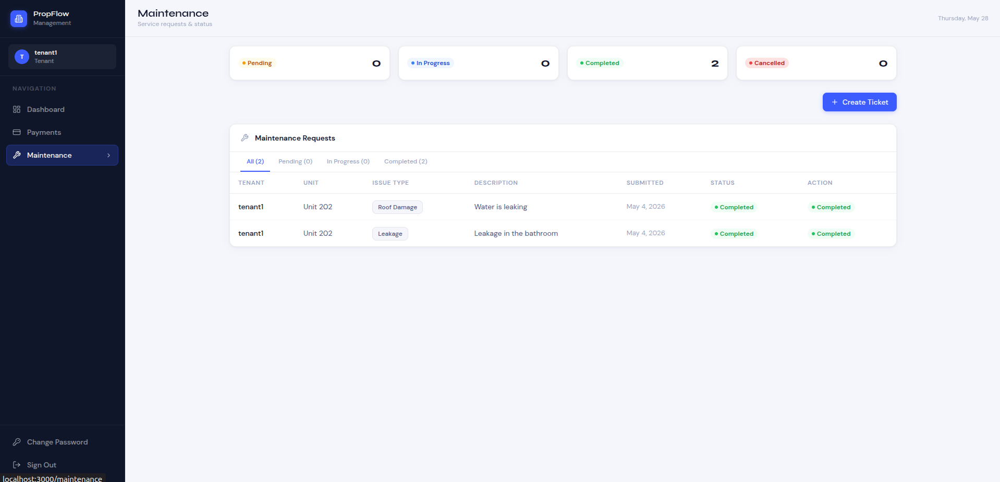 PropFlow
Management
T
tenant1
Tenant
NAVIGATION
Dashboard
Payments
Maintenance
Change Password
Sign Out
localhost:3000/maintenance
Maintenance
Service requests & status
Thursday, May 28
Pending 0
In Progress 0
Completed 2
Cancelled 0
+ Create Ticket
Maintenance Requests
All (2) Pending (0) In Progress (0) Completed (2)
TENANT UNIT ISSUE TYPE DESCRIPTION SUBMITTED STATUS ACTION
tenant1 Unit 202 Roof Damage Water is leaking May 4, 2026 Completed Completed
tenant1 Unit 202 Leakage Leakage in the bathroom May 4, 2026 Completed Completed